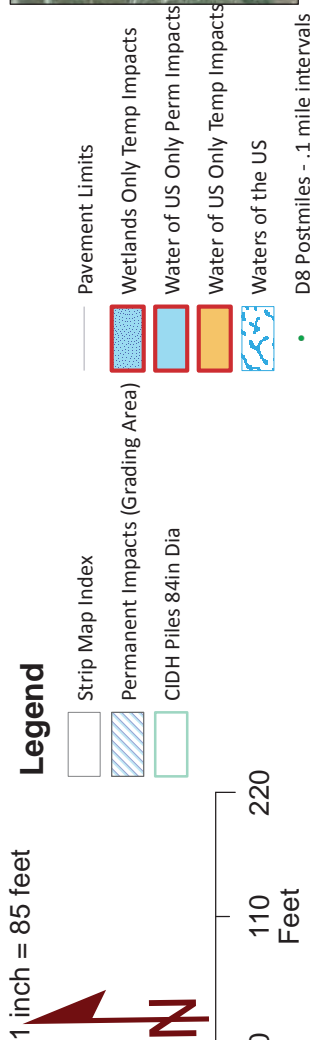 1 inch = 85 feet
N
0
110
220
Feet
Legend
Strip Map Index
Permanent Impacts (Grading Area)
CIDH Piles 84in Dia
Pavement Limits
Wetlands Only Temp Impacts
Water of US Only Perm Impacts
Water of US Only Temp Impacts
Waters of the US
D8 Postmiles - .1 mile intervals